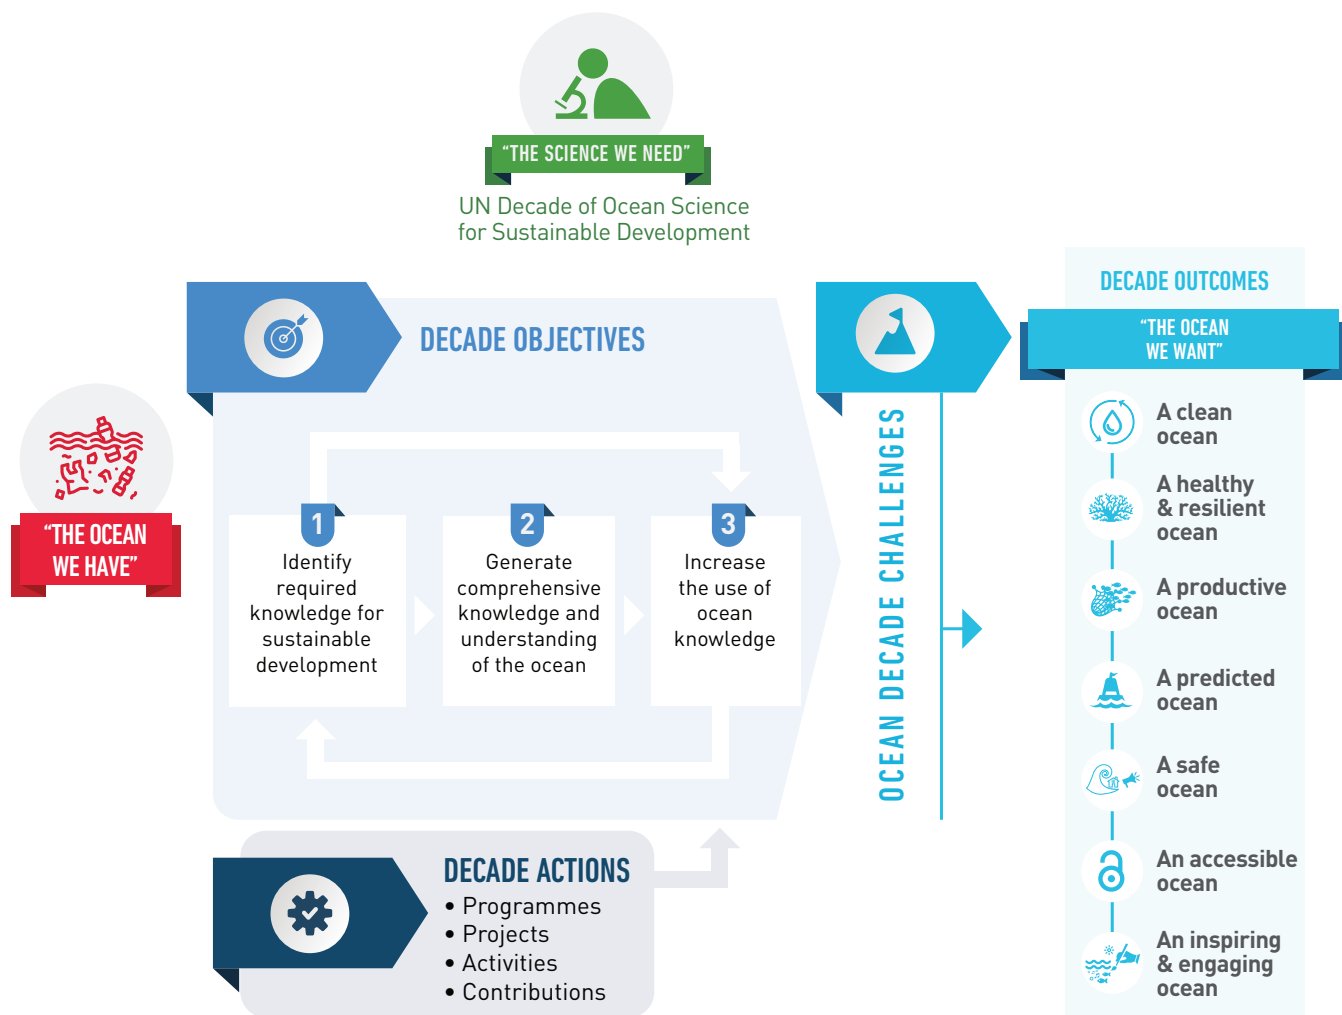 “THE SCIENCE WE NEED”
UN Decade of Ocean Science
for Sustainable Development
“THE OCEAN
WE HAVE”
DECADE OBJECTIVES
1
Identify
required
knowledge for
sustainable
development
2
Generate
comprehensive
knowledge and
understanding
of the ocean
3
Increase
the use of
ocean
knowledge
DECADE ACTIONS
• Programmes
• Projects
• Activities
• Contributions
OCEAN DECADE CHALLENGES
DECADE OUTCOMES
“THE OCEAN
WE WANT”
A clean
ocean
A healthy
& resilient
ocean
A productive
ocean
A predicted
ocean
A safe
ocean
An accessible
ocean
An inspiring
& engaging
ocean